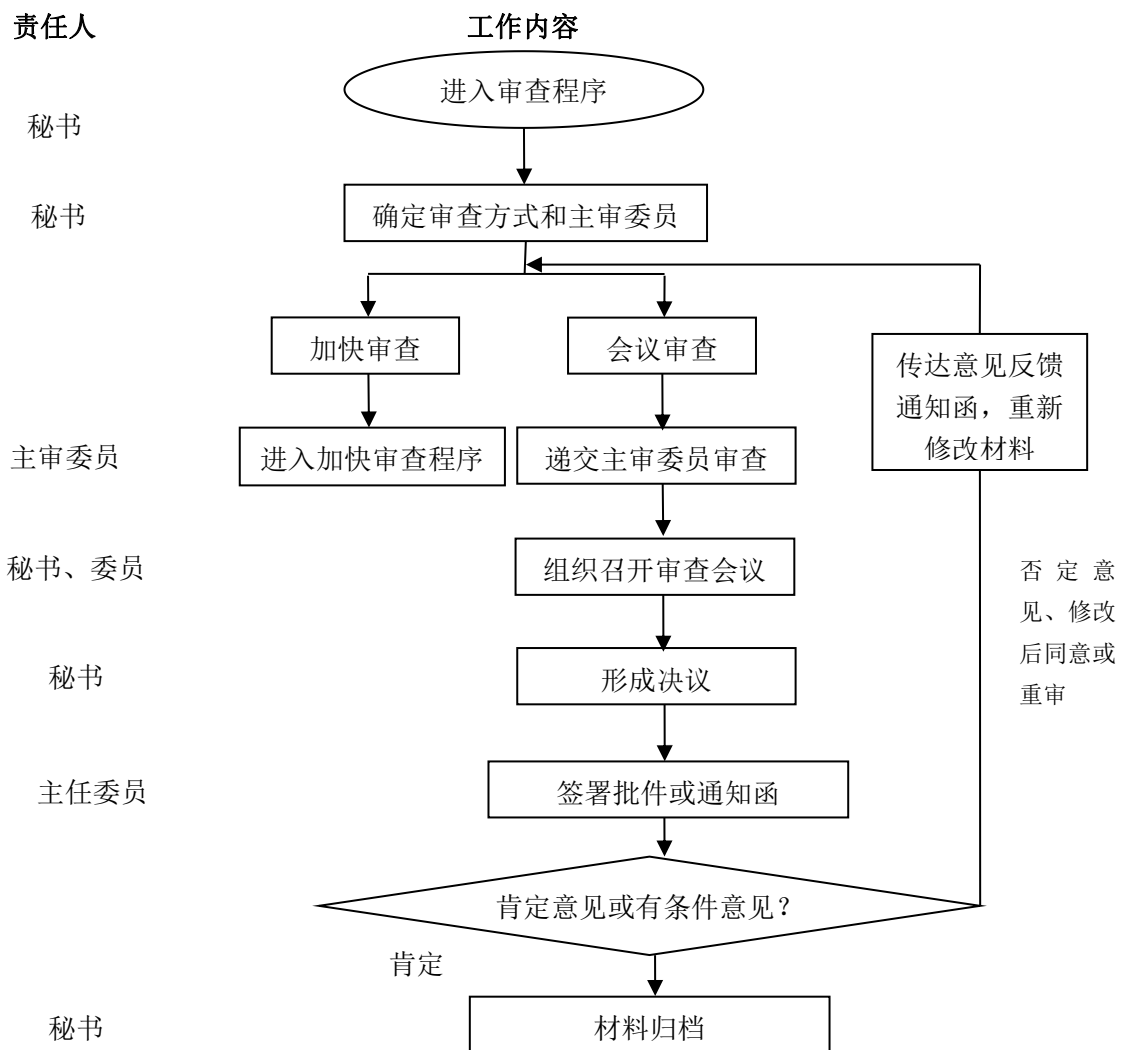 责任人 工作内容
进入审查程序
秘书
秘书 确定审查方式和主审委员
加快审查 会议审查
传达意见反馈
通知函，重新
修改材料
主审委员 进入加快审查程序 递交主审委员审查
秘书、委员 组织召开审查会议
否定意
见、修改
后同意或
重审
秘书 形成决议
主任委员 签署批件或通知函
肯定意见或有条件意见？
肯定
秘书 材料归档